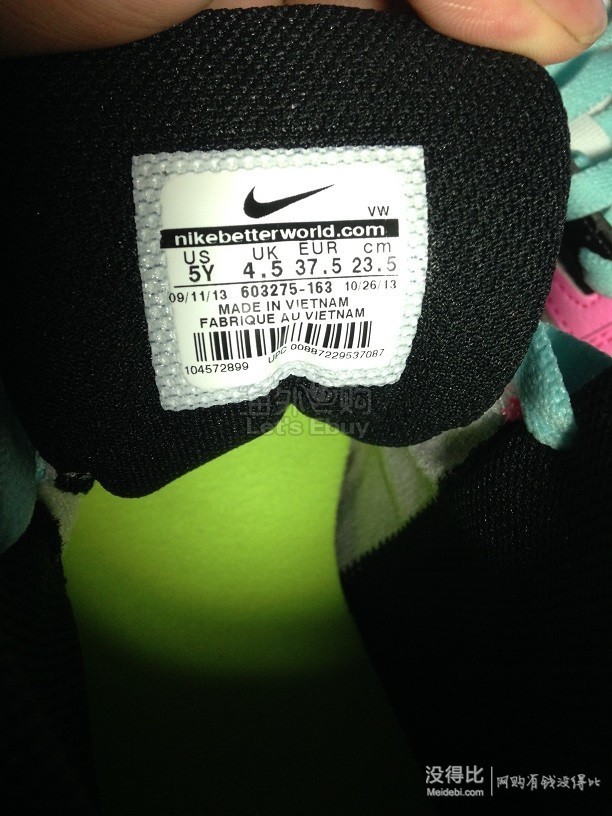 VW
nikebetterworld.com
US UK EUR cm
5Y 4.5 37.5 23.5
09/11/13 603275-163 10/26/13
MADE IN VIETNAM
FABRIQUE AU VIETNAM
104572899 UPC 00887229537087
Let's Ebuy
没得比 网购有钱没得比
Meidebi.com